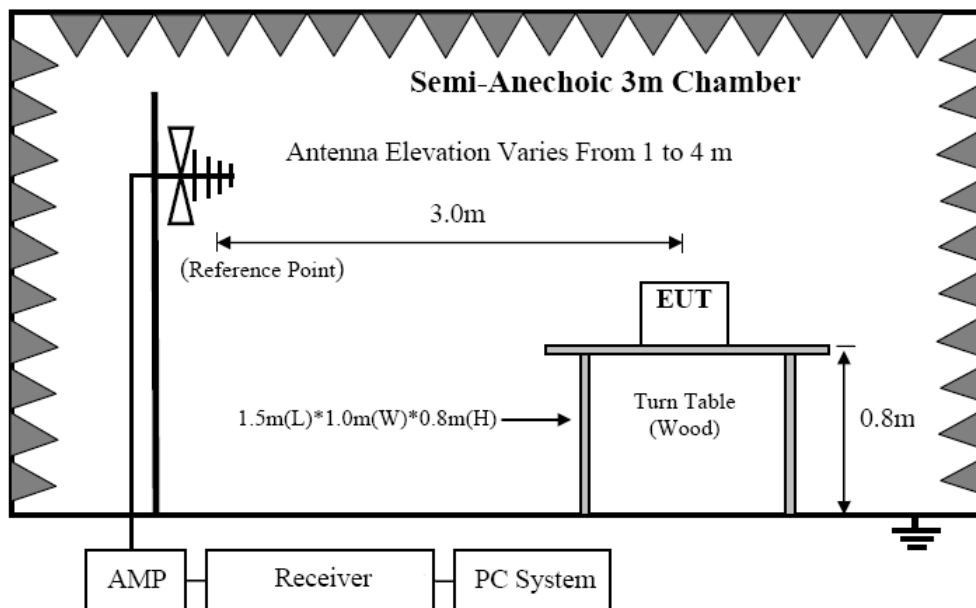 Semi-Anechoic 3m Chamber
Antenna Elevation Varies From 1 to 4 m
3.0m
(Reference Point)
EUT
1.5m(L)*1.0m(W)*0.8m(H)
Turn Table
(Wood)
0.8m
AMP
Receiver
PC System